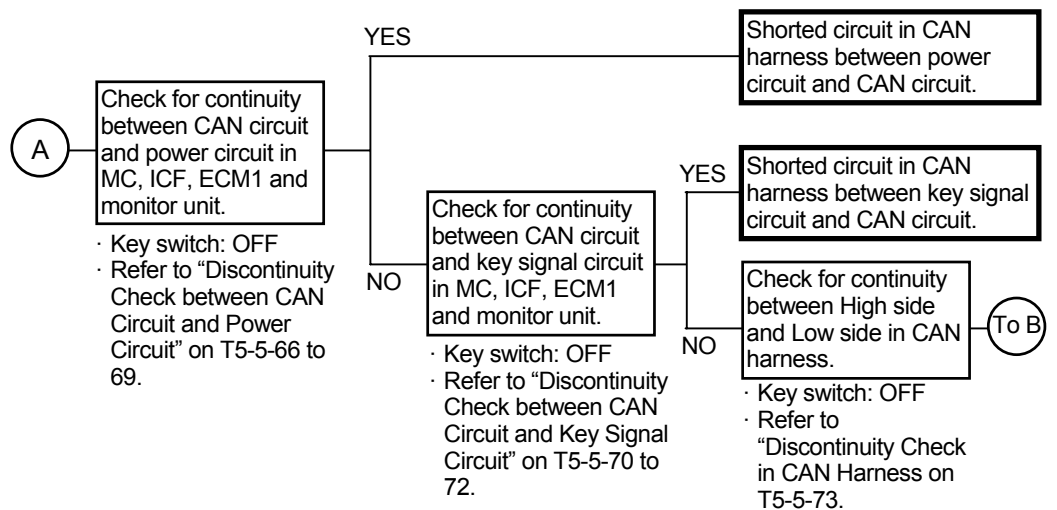 YES
Shorted circuit in CAN
harness between power
circuit and CAN circuit.
A
Check for continuity
between CAN circuit
and power circuit in
MC, ICF, ECM1 and
monitor unit.
· Key switch: OFF
· Refer to “Discontinuity
Check between CAN
Circuit and Power
Circuit” on T5-5-66 to
69.
NO
Check for continuity
between CAN circuit
and key signal circuit
in MC, ICF, ECM1
and monitor unit.
· Key switch: OFF
· Refer to “Discontinuity
Check between CAN
Circuit and Key Signal
Circuit” on T5-5-70 to
72.
YES
Shorted circuit in CAN
harness between key signal
circuit and CAN circuit.
NO
Check for continuity
between High side
and Low side in CAN
harness.
To B
· Key switch: OFF
· Refer to
“Discontinuity Check
in CAN Harness on
T5-5-73.